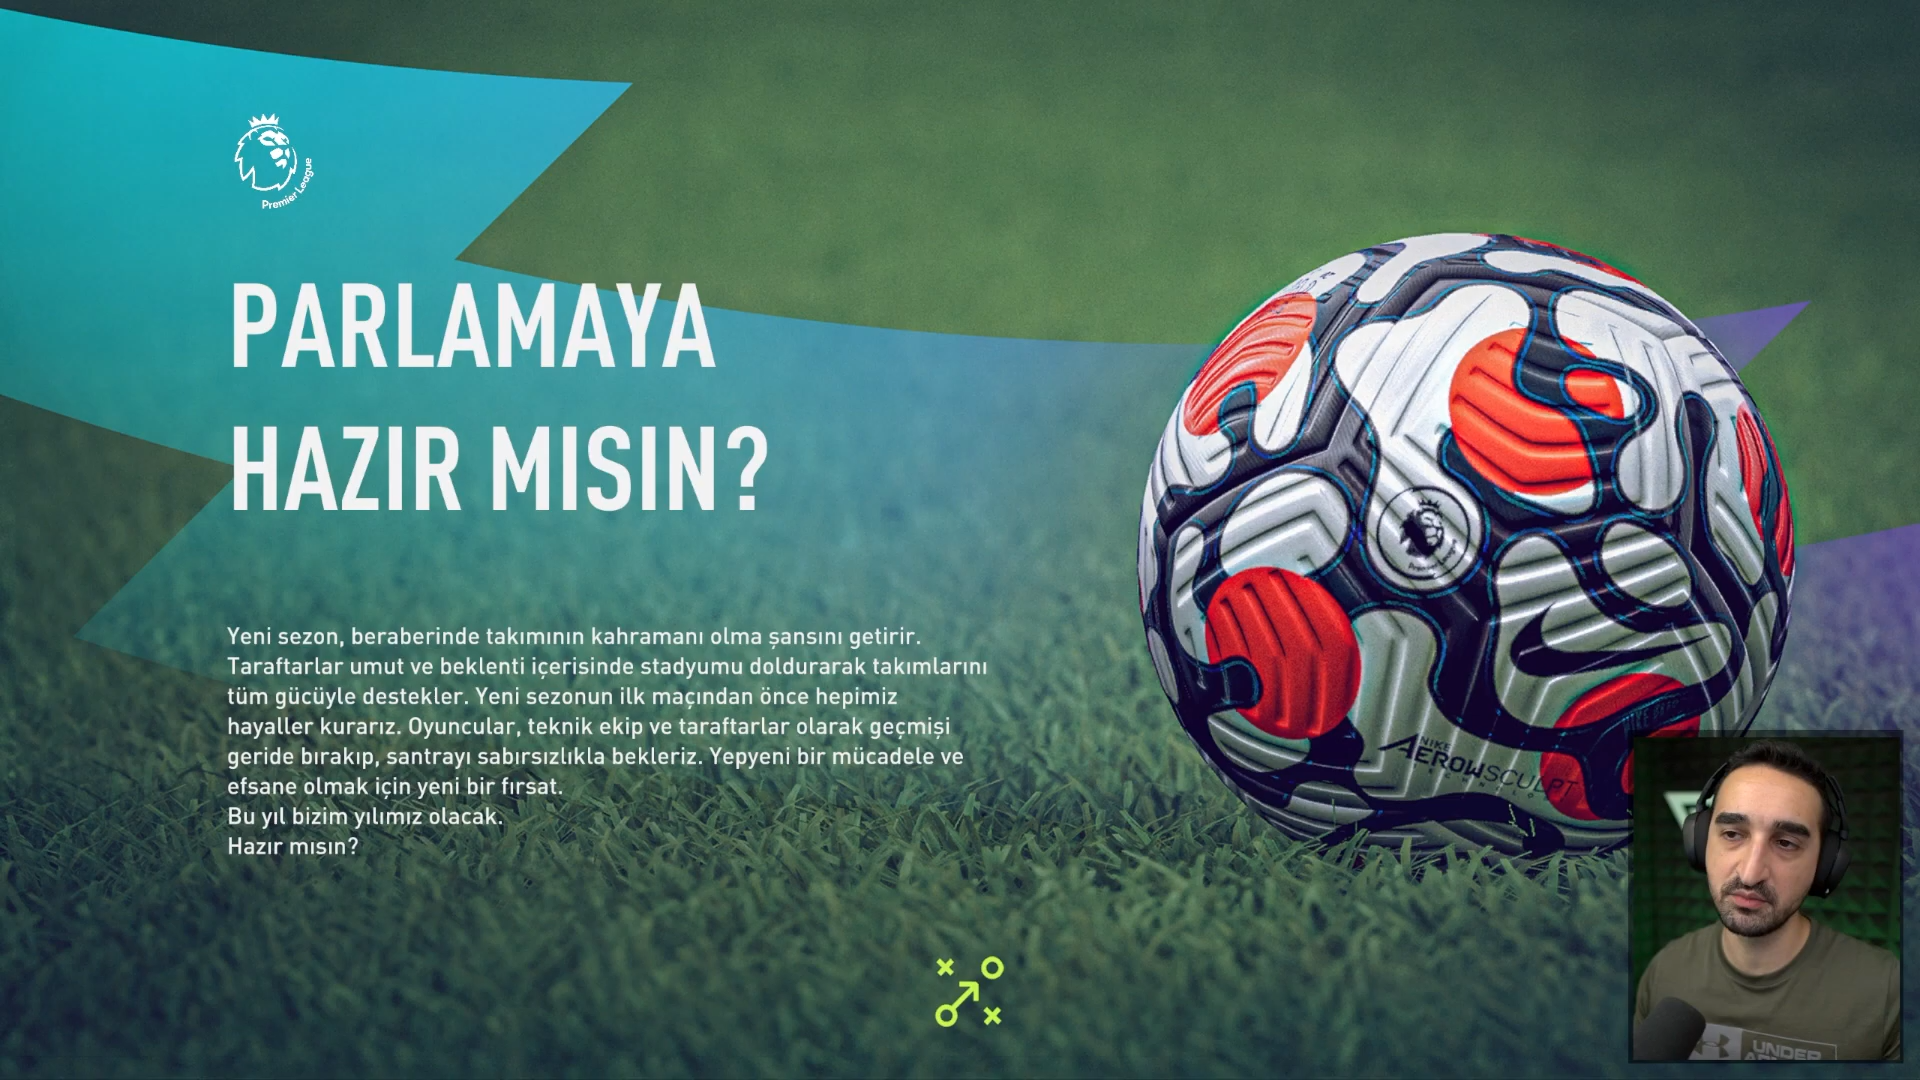 Premier League
PARLAMAYA
HAZIR MISIN?
Yeni sezon, beraberinde takımının kahramanı olma şansını getirir.
Taraftarlar umut ve beklenti içerisinde stadyumu doldurarak takımlarını
tüm gücüyle destekler. Yeni sezonun ilk maçından önce hepimiz
hayaller kurarız. Oyuncular, teknik ekip ve taraftarlar olarak geçmişi
geride bırakıp, santrayı sabırsızlıkla bekleriz. Yepyeni bir mücadele ve
efsane olmak için yeni bir fırsat.
Bu yıl bizim yılımız olacak.
Hazır mısın?
Premier League
NIKE
AEROWSCULPT
UNDER